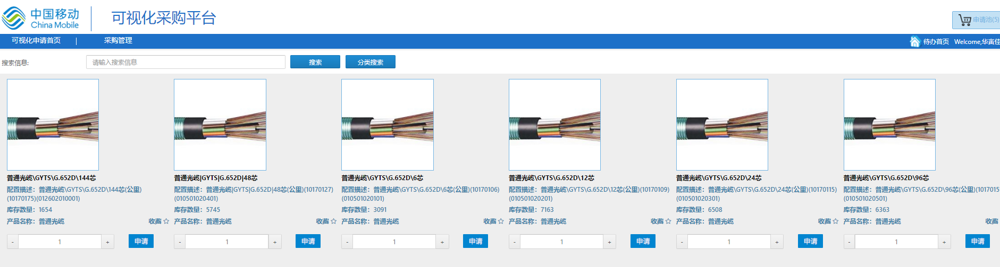 中国移动
China Mobile
可视化采购平台
申请池(5)
可视化申请首页 | 采购管理
待办首页 Welcome,华寅佳
搜索信息: 请输入搜索信息 搜索 分类搜索
普通光缆\GYTS\G.652D\144芯
配置描述：普通光缆\GYTS\G.652D\144芯(公里)
(10170175)(012602010001)
库存数量：1654
产品名称：普通光缆 收藏 ☆
- 1 + 申请
普通光缆|GYTS|G.652D|48芯
配置描述：普通光缆|GYTS|G.652D|48芯(公里)(10170127)
(010501020401)
库存数量：5745
产品名称：普通光缆 收藏 ☆
- 1 + 申请
普通光缆\GYTS\G.652D\6芯
配置描述：普通光缆\GYTS\G.652D\6芯(公里)(10170106)
(010501020101)
库存数量：3091
产品名称：普通光缆 收藏 ☆
- 1 + 申请
普通光缆\GYTS\G.652D\12芯
配置描述：普通光缆\GYTS\G.652D\12芯(公里)(10170109)
(010501020201)
库存数量：7163
产品名称：普通光缆 收藏 ☆
- 1 + 申请
普通光缆\GYTS\G.652D\24芯
配置描述：普通光缆\GYTS\G.652D\24芯(公里)(10170115)
(010501020301)
库存数量：6508
产品名称：普通光缆 收藏 ☆
- 1 + 申请
普通光缆\GYTS\G.652D\96芯
配置描述：普通光缆\GYTS\G.652D\96芯(公里)(1017015
(010501020501)
库存数量：6363
产品名称：普通光缆 收藏
- 1 + 申请